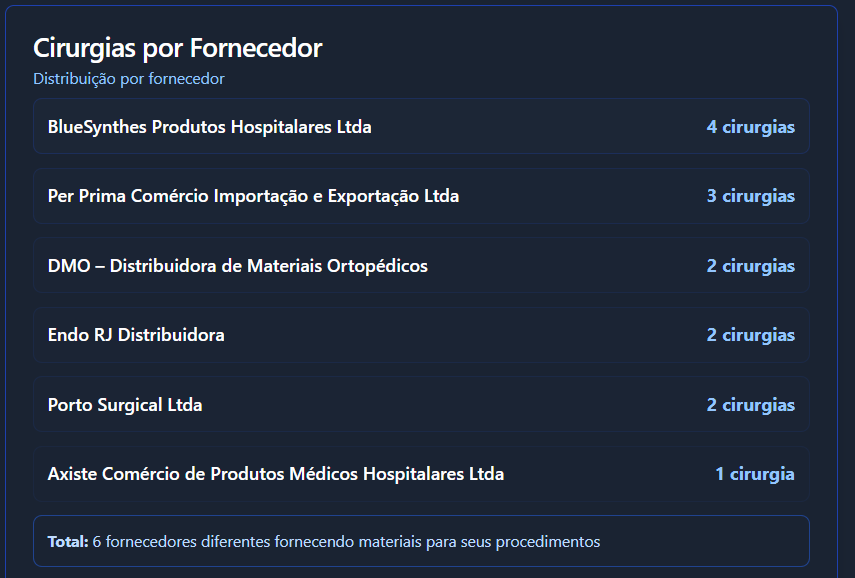 Cirurgias por Fornecedor
Distribuição por fornecedor
BlueSynthes Produtos Hospitalares Ltda 4 cirurgias
Per Prima Comércio Importação e Exportação Ltda 3 cirurgias
DMO – Distribuidora de Materiais Ortopédicos 2 cirurgias
Endo RJ Distribuidora 2 cirurgias
Porto Surgical Ltda 2 cirurgias
Axiste Comércio de Produtos Médicos Hospitalares Ltda 1 cirurgia
Total: 6 fornecedores diferentes fornecendo materiais para seus procedimentos